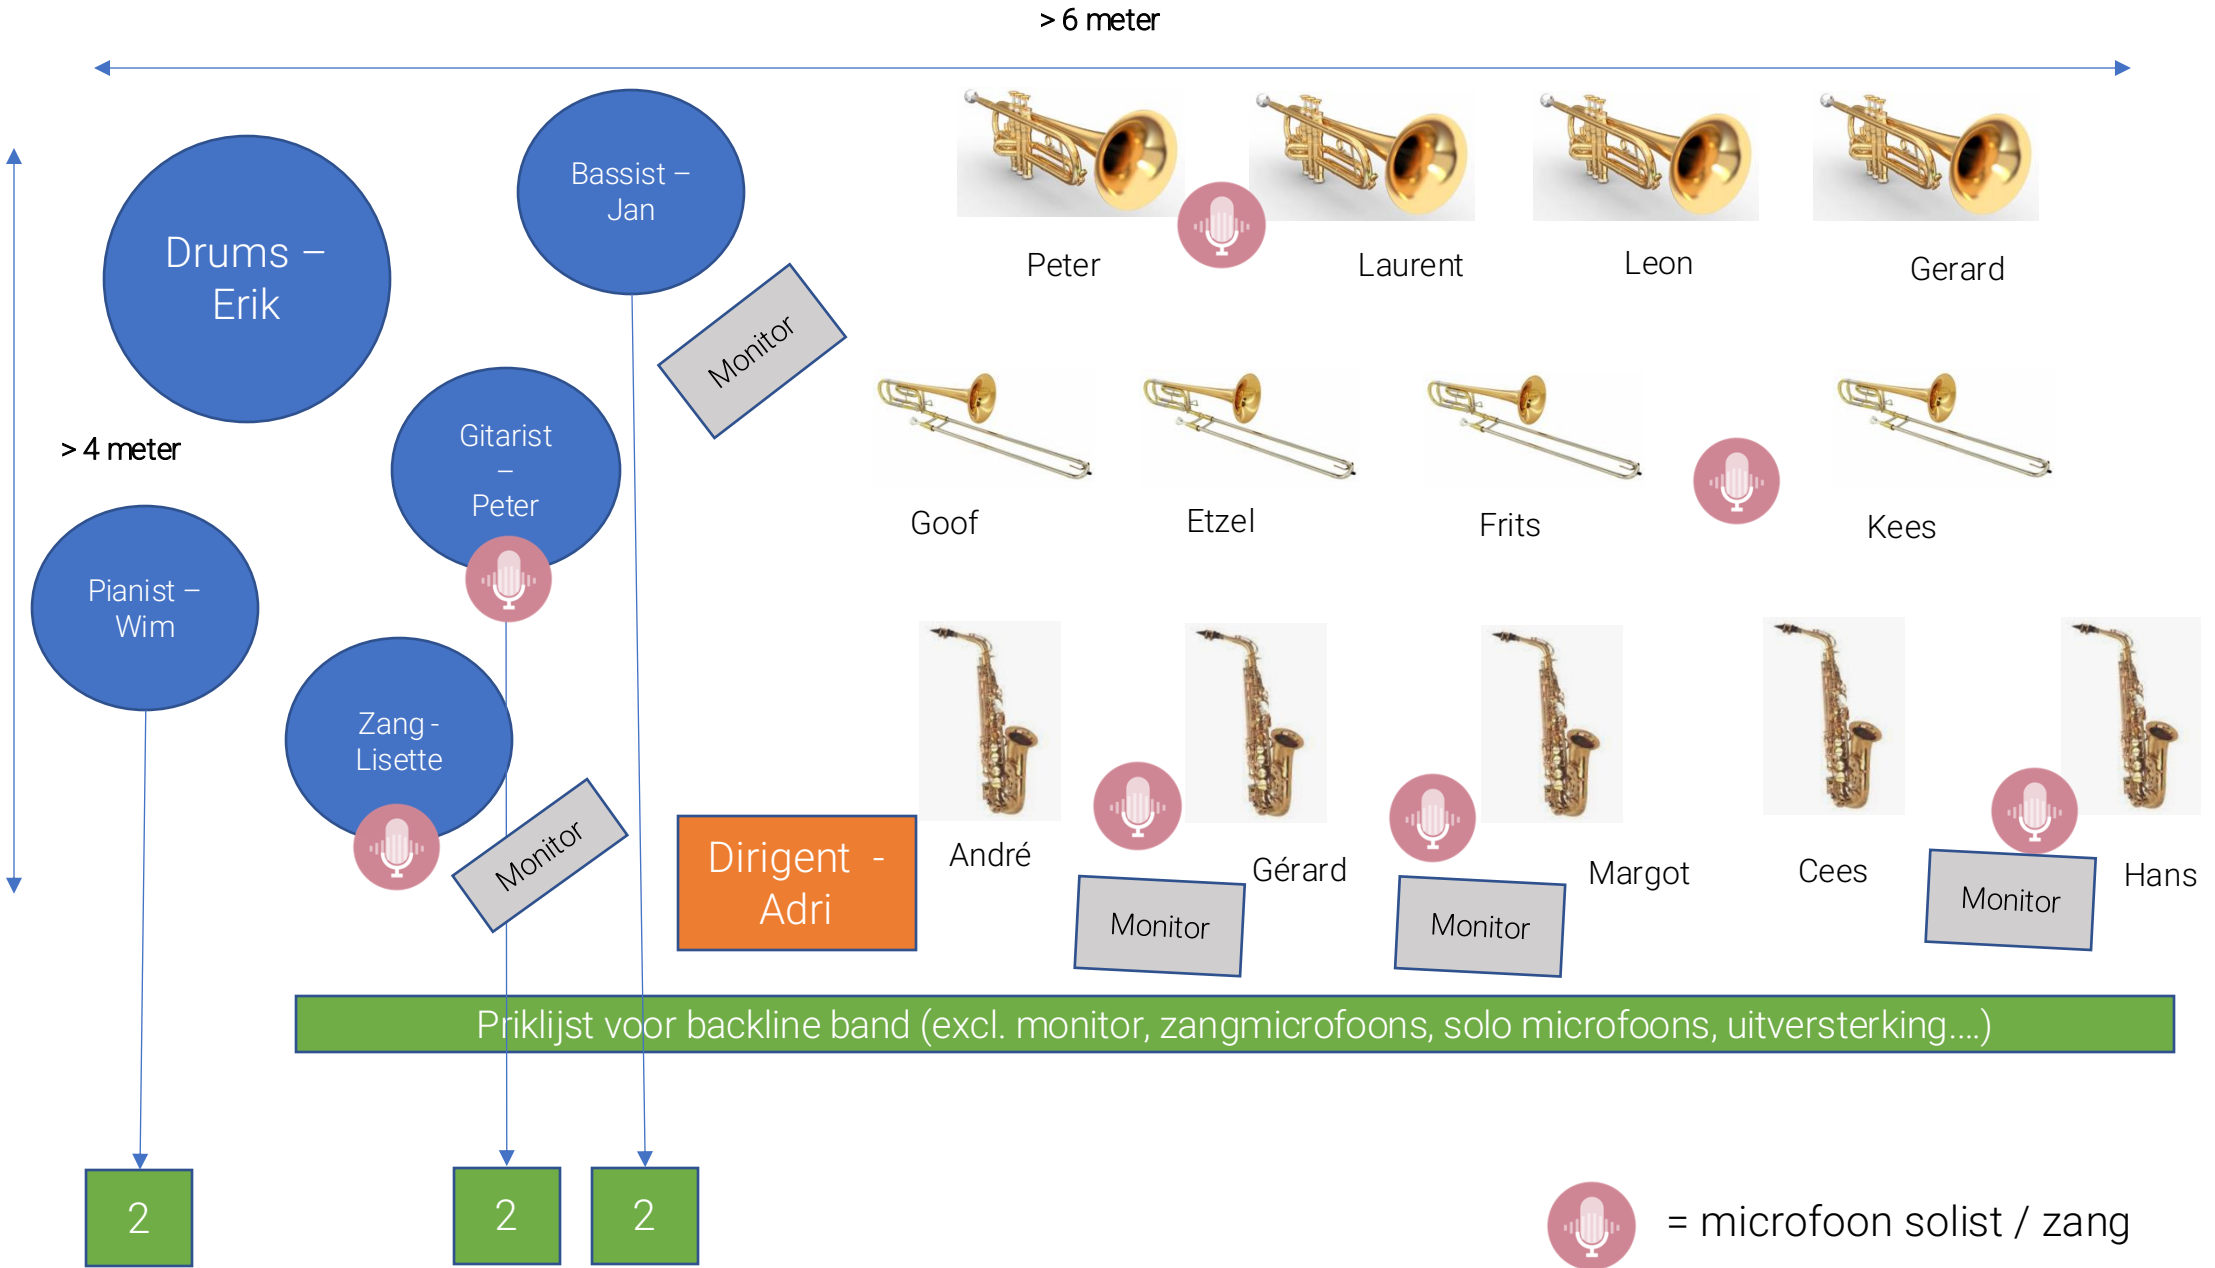 > 6 meter
Bassist –
Jan
Drums –
Erik
Peter
Laurent
Leon
Gerard
Monitor
> 4 meter
Gitarist
–
Peter
Goof
Etzel
Frits
Kees
Pianist –
Wim
Zang -
Lisette
Monitor
Dirigent -
Adri
André
Gérard
Margot
Cees
Hans
Monitor
Monitor
Monitor
Priklijst voor backline band (excl. monitor, zangmicrofoons, solo microfoons, uitversterking....)
2
2
2
= microfoon solist / zang